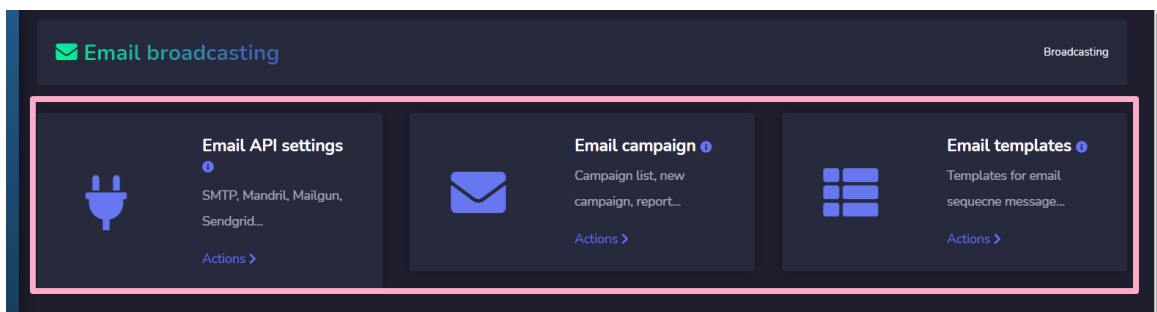 Email broadcasting
Broadcasting
Email API settings
SMTP, Mandril, Mailgun,
Sendgrid...
Actions
Email campaign
Campaign list, new
campaign, report...
Actions
Email templates
Templates for email
sequecne message...
Actions